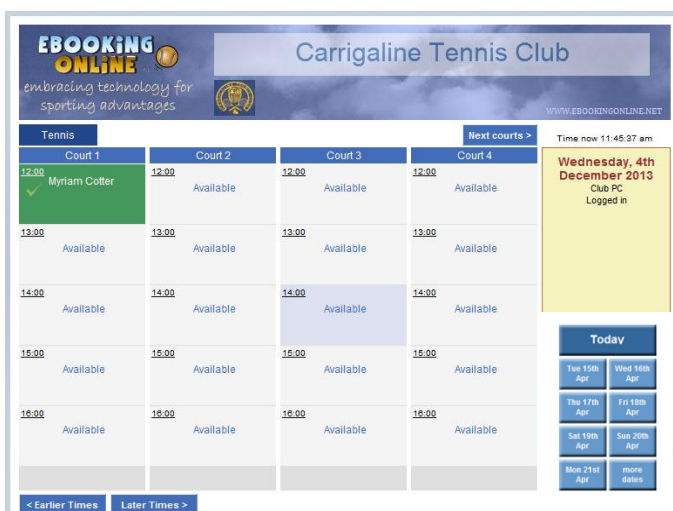 EBOOKiNG
ONLiNE
embracing technology for
sporting advantages
Carrigaline Tennis Club
WWW.EBOOKINGONLINE.NET
Tennis
Next courts >
Time now 11:45:37 am
Court 1
Court 2
Court 3
Court 4
Wednesday, 4th
December 2013
Club PC
Logged in
12:00
Myriam Cotter
12:00
Available
12:00
Available
12:00
Available
13:00
Available
13:00
Available
13:00
Available
13:00
Available
14:00
Available
14:00
Available
14:00
Available
14:00
Available
15:00
Available
15:00
Available
15:00
Available
15:00
Available
16:00
Available
16:00
Available
16:00
Available
16:00
Available
Today
Tue 15th
Apr
Wed 16th
Apr
Thu 17th
Apr
Fri 18th
Apr
Sat 19th
Apr
Sun 20th
Apr
Mon 21st
Apr
more
dates
< Earlier Times
Later Times >